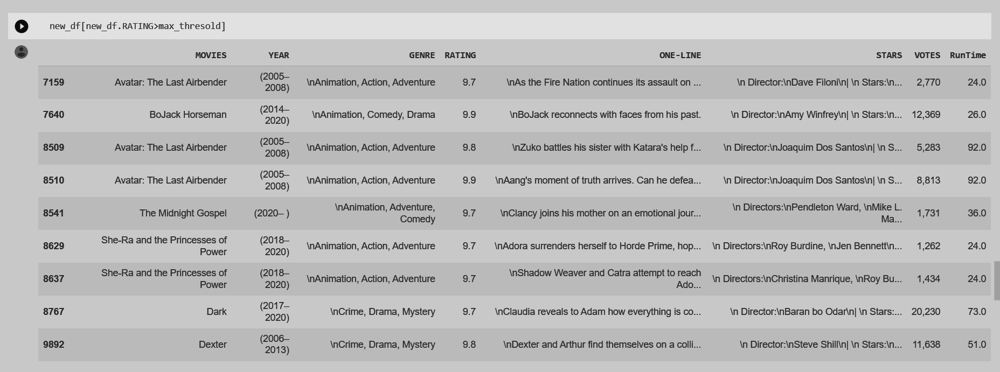 new_df[new_df.RATING>max_thresold]
MOVIES YEAR GENRE RATING ONE-LINE STARS VOTES RunTime
7159 Avatar: The Last Airbender (2005– 2008) \nAnimation, Action, Adventure 9.7 \nAs the Fire Nation continues its assault on ... \n Director:\nDave Filoni\n| \n Stars:\n... 2,770 24.0
7640 BoJack Horseman (2014– 2020) \nAnimation, Comedy, Drama 9.9 \nBoJack reconnects with faces from his past. \n Director:\nAmy Winfrey\n| \n Stars:\n... 12,369 26.0
8509 Avatar: The Last Airbender (2005– 2008) \nAnimation, Action, Adventure 9.8 \nZuko battles his sister with Katara's help f... \n Director:\nJoaquim Dos Santos\n| \n S... 5,283 92.0
8510 Avatar: The Last Airbender (2005– 2008) \nAnimation, Action, Adventure 9.9 \nAang's moment of truth arrives. Can he defea... \n Director:\nJoaquim Dos Santos\n| \n S... 8,813 92.0
8541 The Midnight Gospel (2020– ) \nAnimation, Adventure, Comedy 9.7 \nClancy joins his mother on an emotional jour... \n Directors:\nPendleton Ward, \nMike L. Ma... 1,731 36.0
8629 She-Ra and the Princesses of Power (2018– 2020) \nAnimation, Action, Adventure 9.7 \nAdora surrenders herself to Horde Prime, hop... \n Directors:\nRoy Burdine, \nJen Bennett\n... 1,262 24.0
8637 She-Ra and the Princesses of Power (2018– 2020) \nAnimation, Action, Adventure 9.7 \nShadow Weaver and Catra attempt to reach Ado... \n Directors:\nChristina Manrique, \nRoy Bu... 1,434 24.0
8767 Dark (2017– 2020) \nCrime, Drama, Mystery 9.7 \nClaudia reveals to Adam how everything is co... \n Director:\nBaran bo Odar\n| \n Stars:... 20,230 73.0
9892 Dexter (2006– 2013) \nCrime, Drama, Mystery 9.8 \nDexter and Arthur find themselves on a colli... \n Director:\nSteve Shill\n| \n Stars:\n... 11,638 51.0